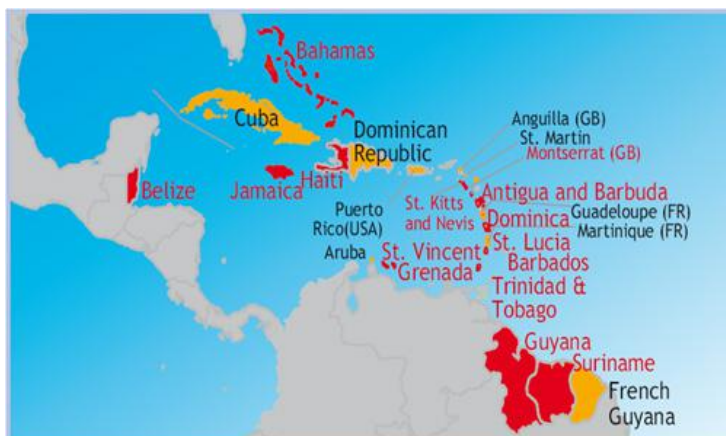 Bahamas
Cuba
Dominican
Republic
Anguilla (GB)
St. Martin
Montserrat (GB)
Belize
Jamaica
Haiti
Antigua and Barbuda
Puerto
Rico(USA)
St. Kitts
and Nevis
Guadeloupe (FR)
Dominica
Martinique (FR)
Aruba
St. Vincent
Grenada
St. Lucia
Barbados
Trinidad &
Tobago
Guyana
Suriname
French
Guyana